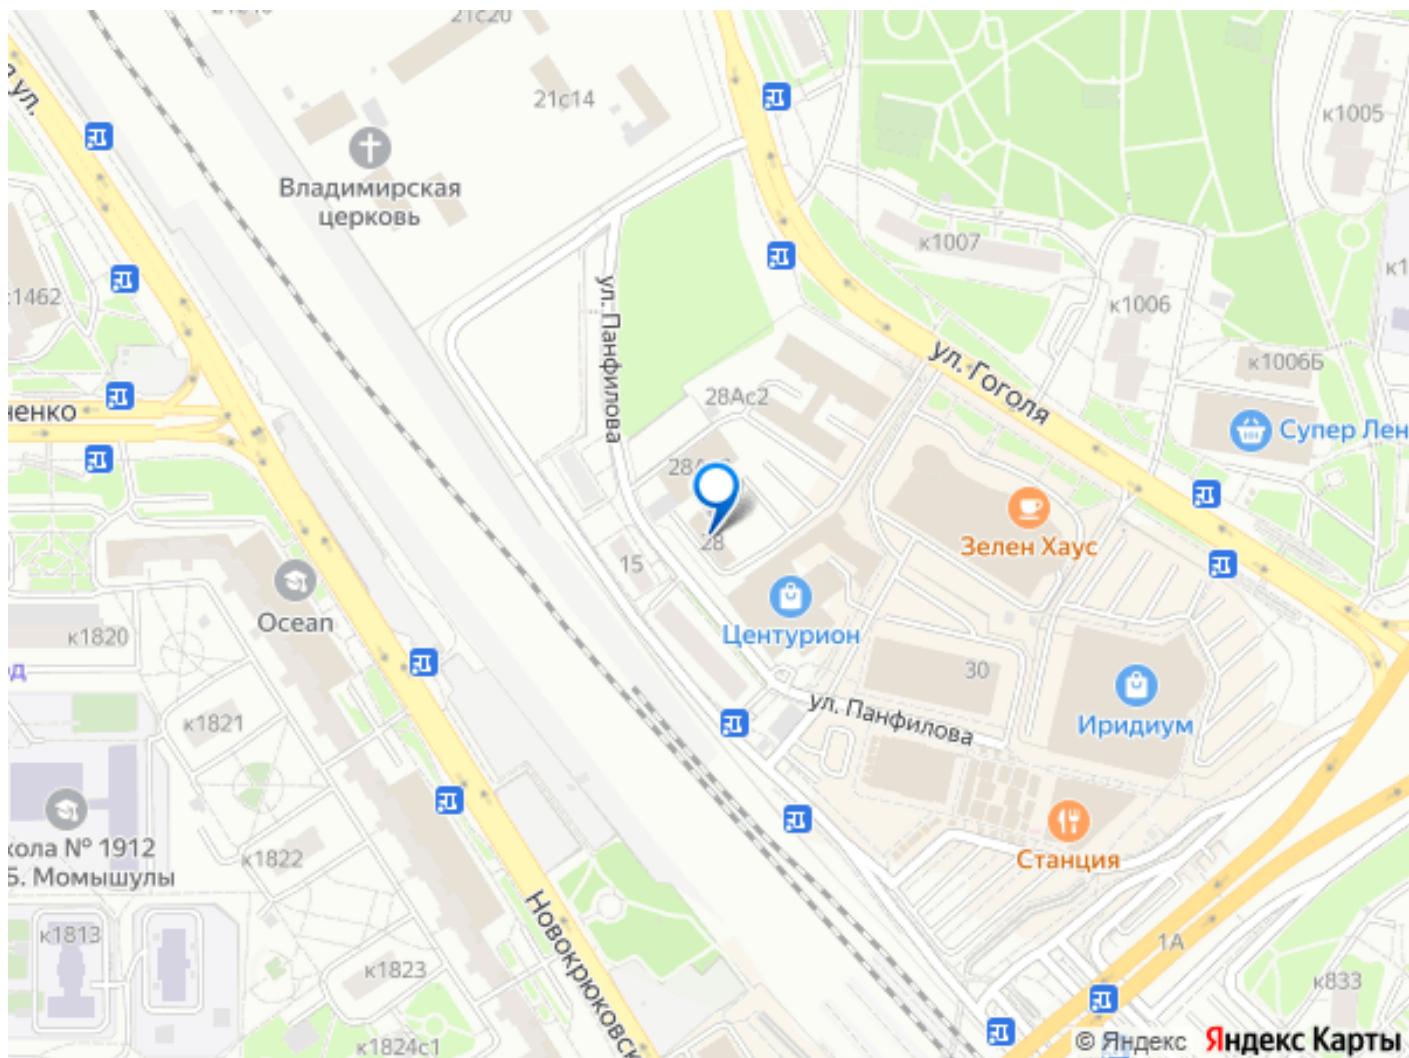 21с20
21с14
Владимирская
церковь
к1005
к1007
к1006
к1006Б
ул. Гоголя
ул. Панфилова
28Ас2
Супер Лен
Зелен Хаус
28
15
Центурион
30
Иридиум
ул. Панфилова
Станция
1А
к833
ул.
1462
ненко
Ocean
к1820
к1821
кола № 1912
Б. Момышулы
к1822
к1813
к1823
к1824с1
Новокрюковск
© Яндекс Яндекс Карты